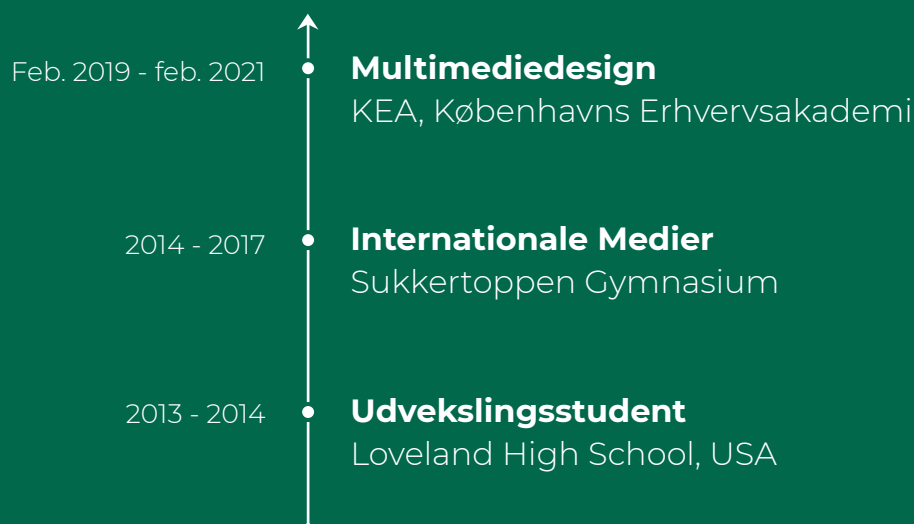 Feb. 2019 - feb. 2021
Multimediedesign
KEA, Københavns Erhvervsakademi
2014 - 2017
Internationale Medier
Sukkertoppen Gymnasium
2013 - 2014
Udvekslingsstudent
Loveland High School, USA